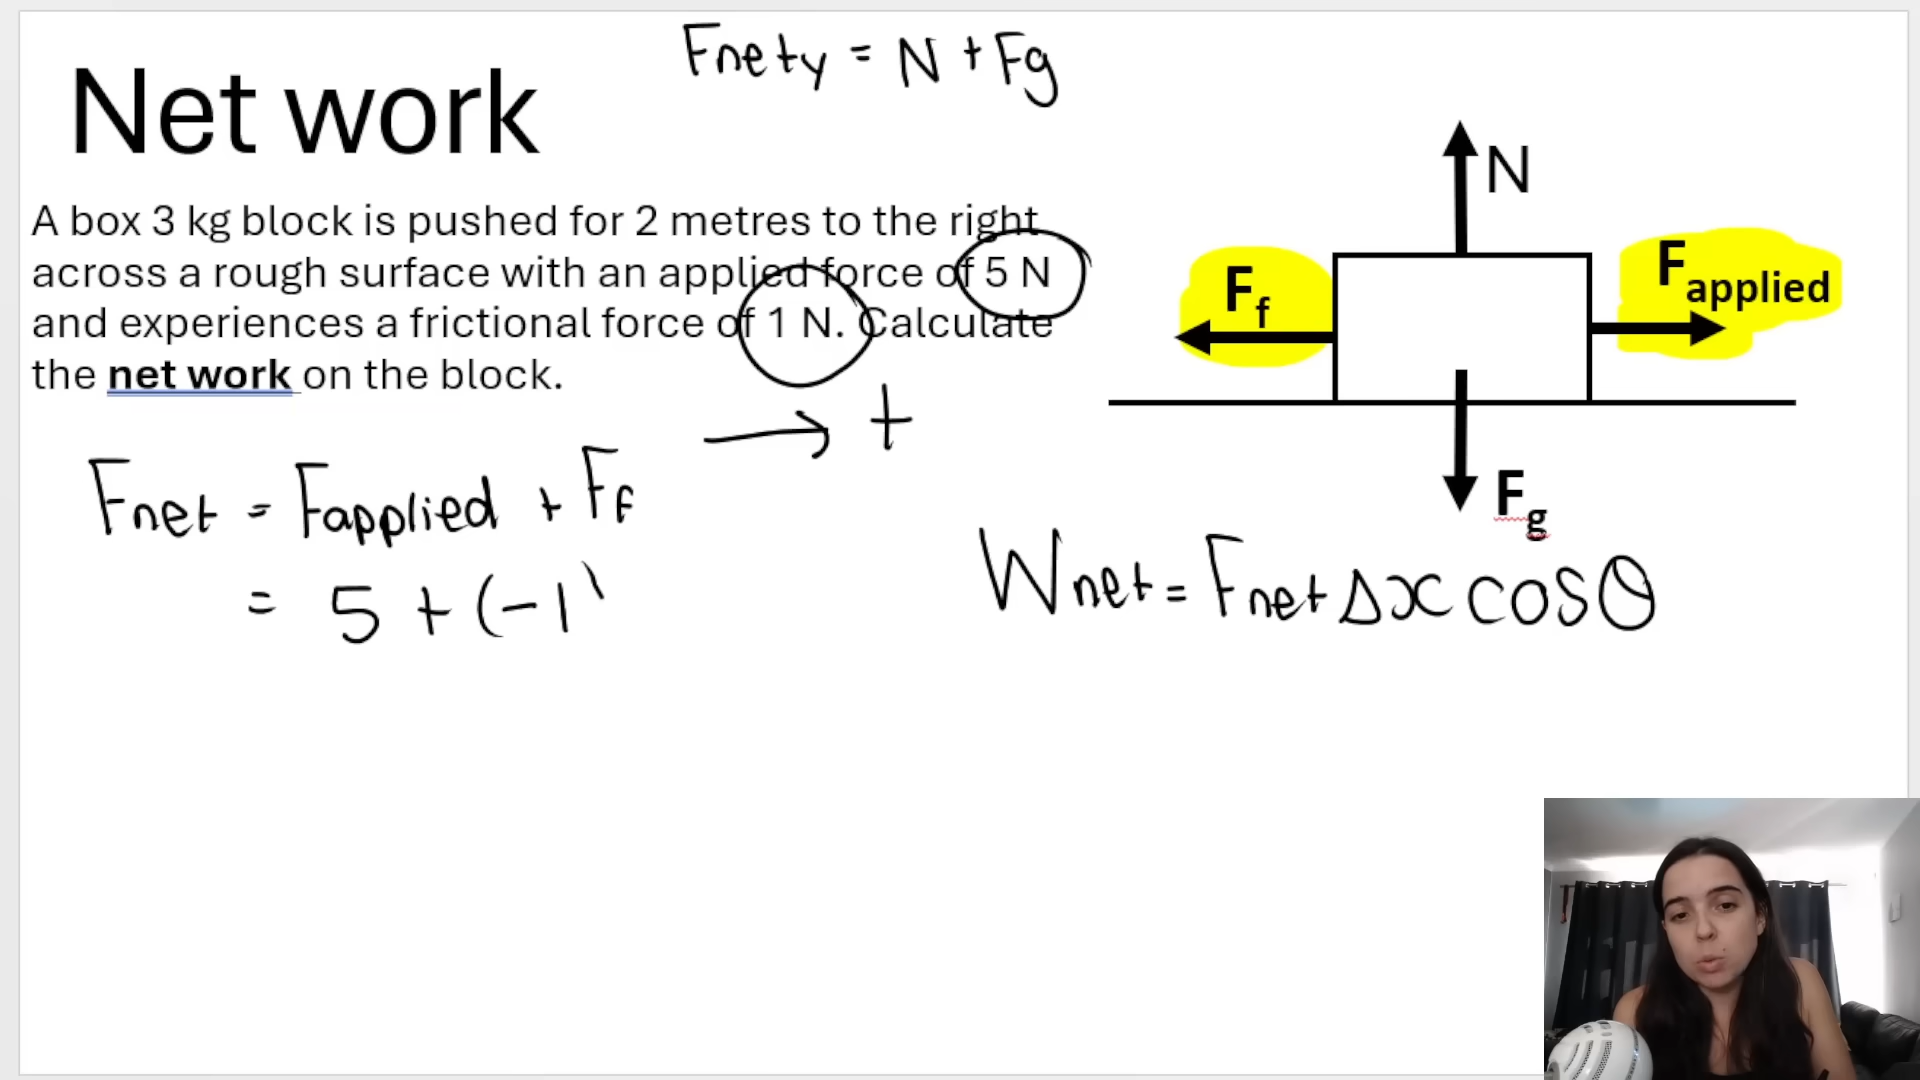 Fnety = N + Fg
Net work
A box 3 kg block is pushed for 2 metres to the right
across a rough surface with an applied force of 5 N
and experiences a frictional force of 1 N. Calculate
the net work on the block.
→ +
Fnet = Fapplied + Ff
= 5 + (-1)
N
Ff
Fapplied
Fg
Wnet = Fnet Δx cosθ